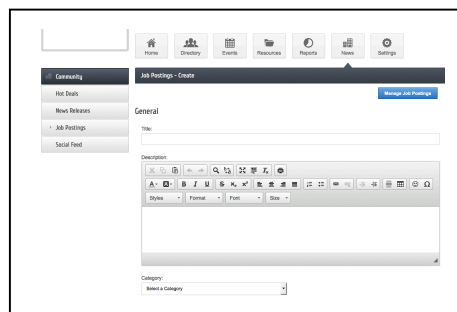 Home Directory Events Resources Reports News Settings
Community
Job Postings - Create
Hot Deals
Manage Job Postings
News Releases
General
Job Postings
Title:
Social Feed
Description:
Styles Format Font Size
Category:
Select a Category